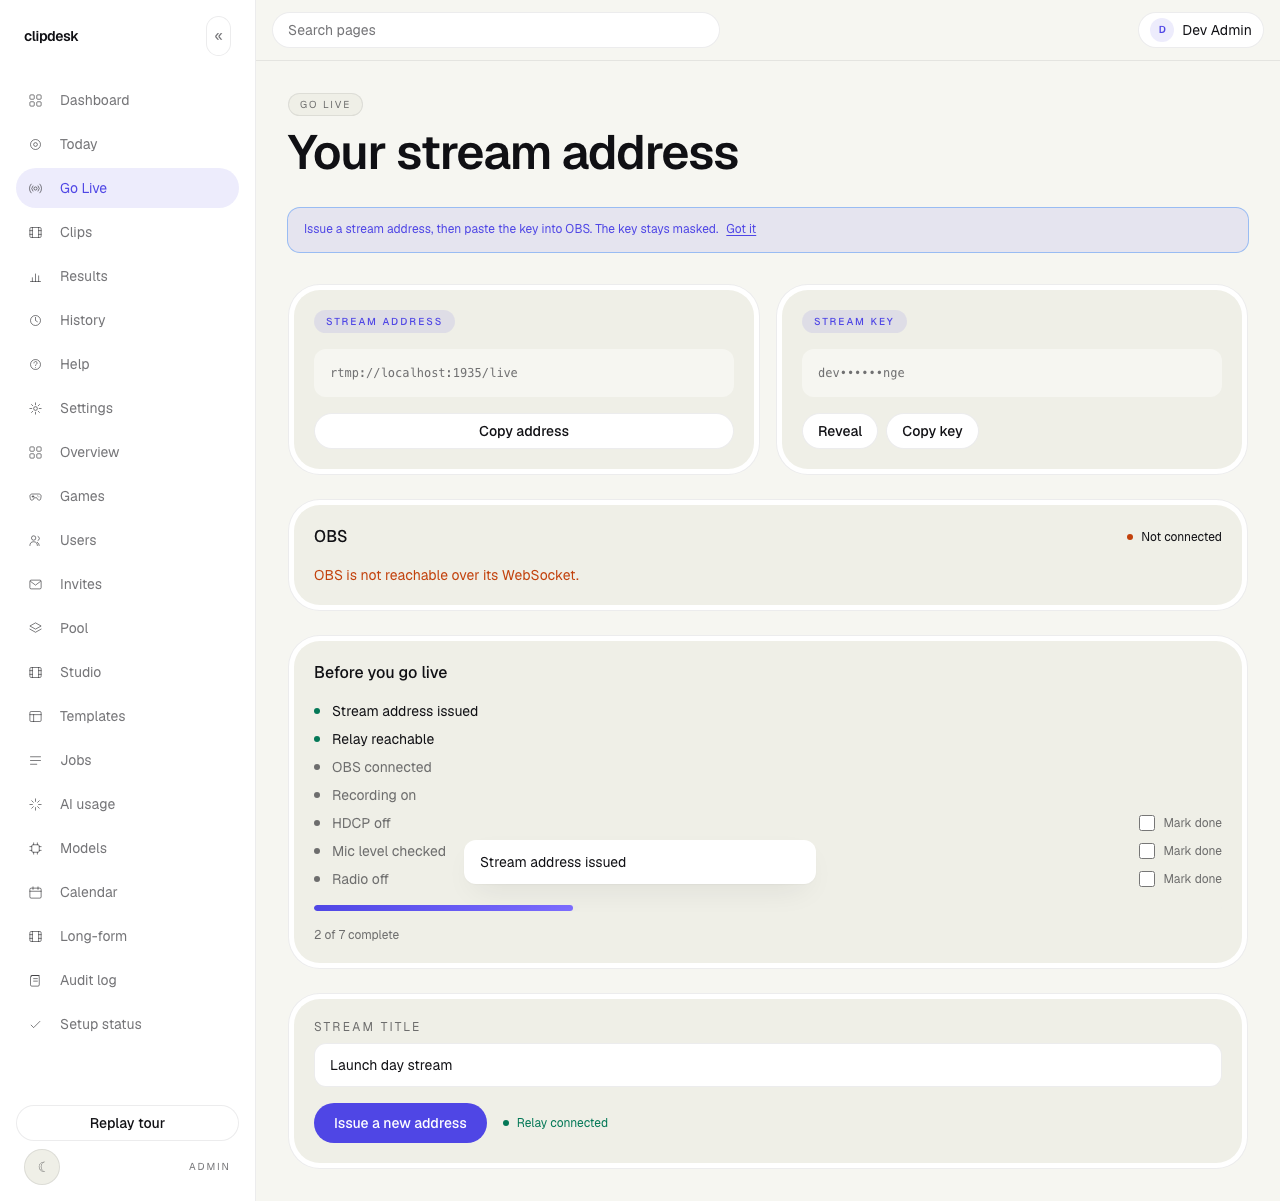 clipdesk
«
Dashboard
Today
Go Live
Clips
Results
History
Help
Settings
Overview
Games
Users
Invites
Pool
Studio
Templates
Jobs
AI usage
Models
Calendar
Long-form
Audit log
Setup status
Replay tour
ADMIN
Search pages
D Dev Admin
GO LIVE
Your stream address
Issue a stream address, then paste the key into OBS. The key stays masked. Got it
STREAM ADDRESS
rtmp://localhost:1935/live
Copy address
STREAM KEY
dev••••••nge
Reveal Copy key
OBS
Not connected
OBS is not reachable over its WebSocket.
Before you go live
Stream address issued
Relay reachable
OBS connected
Recording on
HDCP off Mark done
Mic level checked Mark done
Stream address issued
Radio off Mark done
2 of 7 complete
STREAM TITLE
Launch day stream
Issue a new address Relay connected